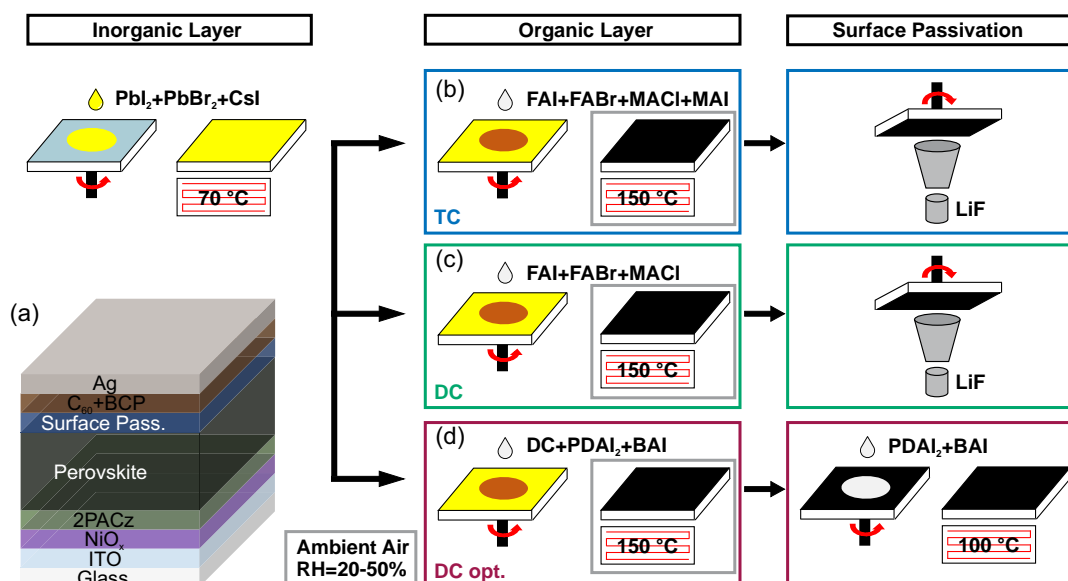 Inorganic Layer
Organic Layer
Surface Passivation
PbI₂+PbBr₂+CsI
70 °C
(b)
FAI+FABr+MACl+MAI
150 °C
TC
LiF
(c)
FAI+FABr+MACl
150 °C
DC
LiF
(a)
Ag
C₆₀+BCP
Surface Pass.
Perovskite
2PACz
NiOₓ
ITO
Glass
Ambient Air
RH=20-50%
(d)
DC+PDAI₂+BAI
150 °C
DC opt.
PDAI₂+BAI
100 °C